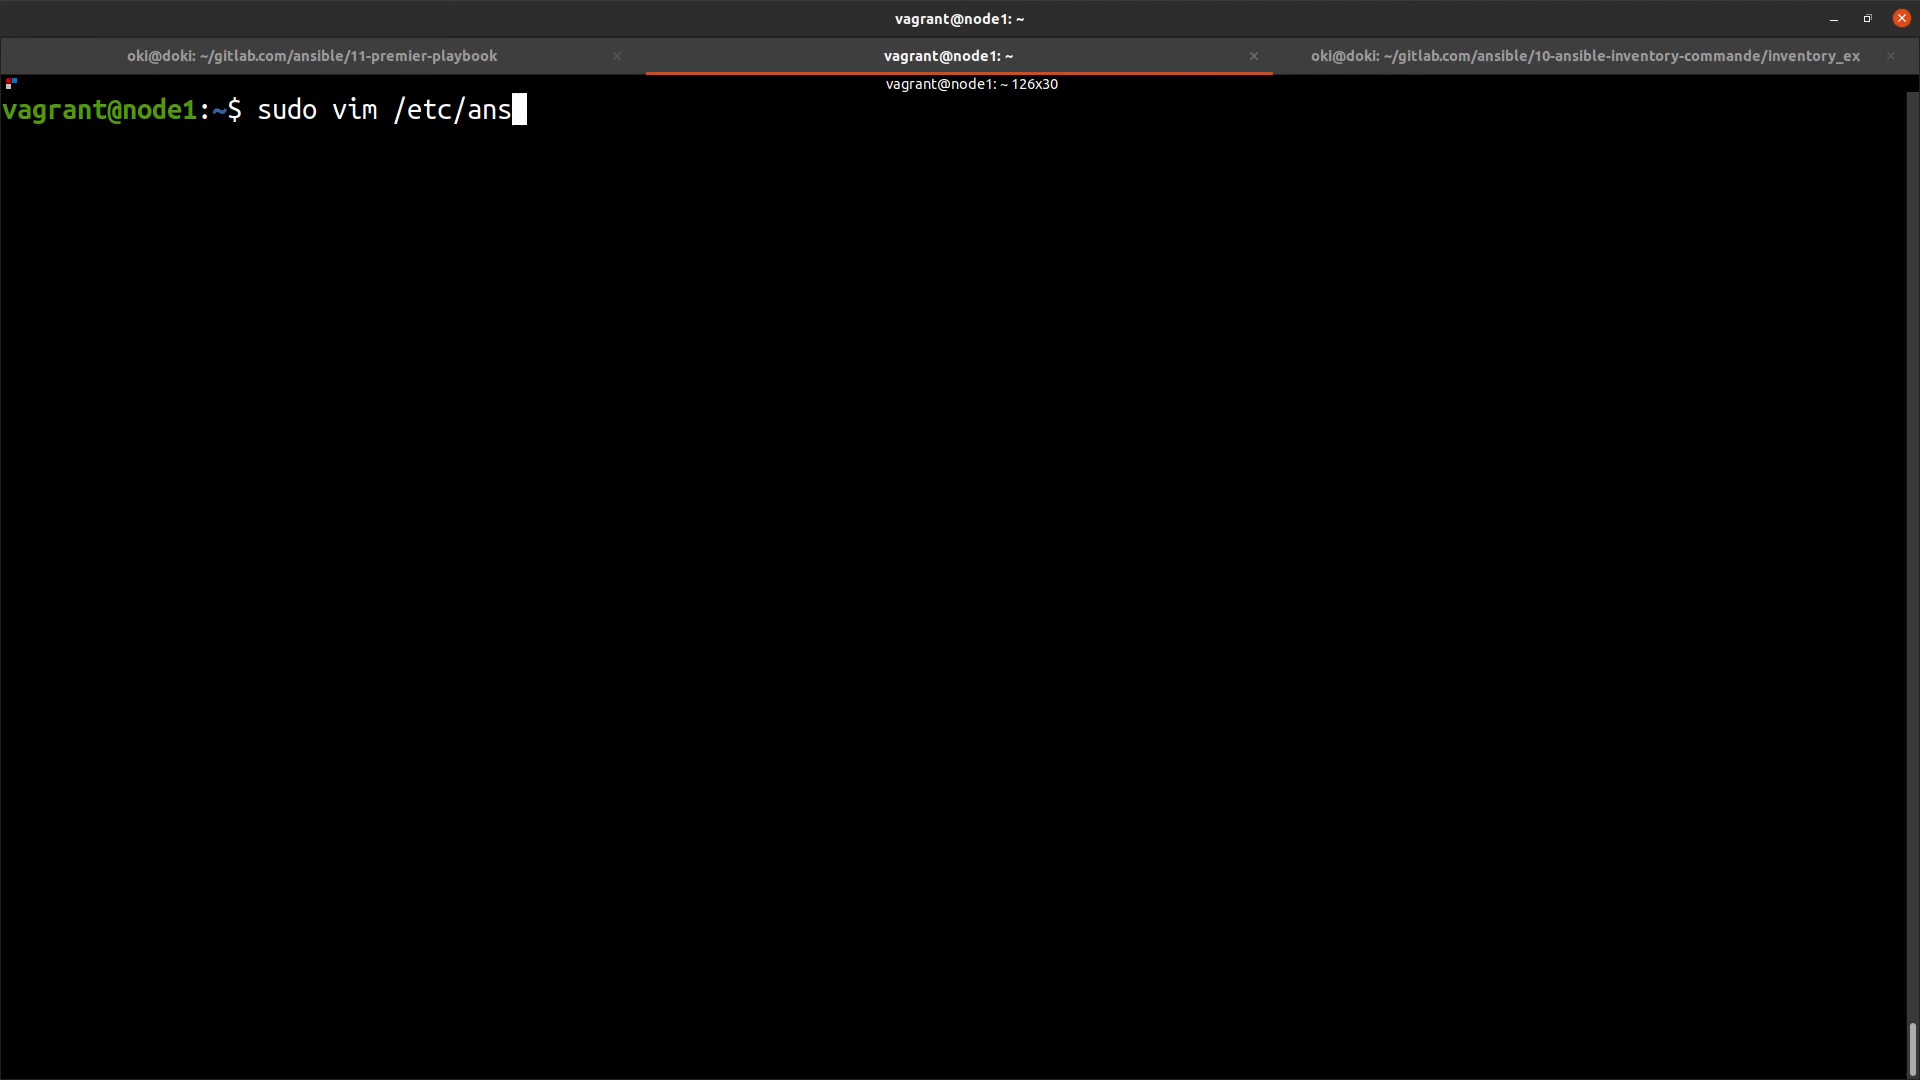 vagrant@node1: ~
oki@doki: ~/gitlab.com/ansible/11-premier-playbook
vagrant@node1: ~
oki@doki: ~/gitlab.com/ansible/10-ansible-inventory-commande/inventory_ex
vagrant@node1: ~ 126x30
vagrant@node1:~$ sudo vim /etc/ans